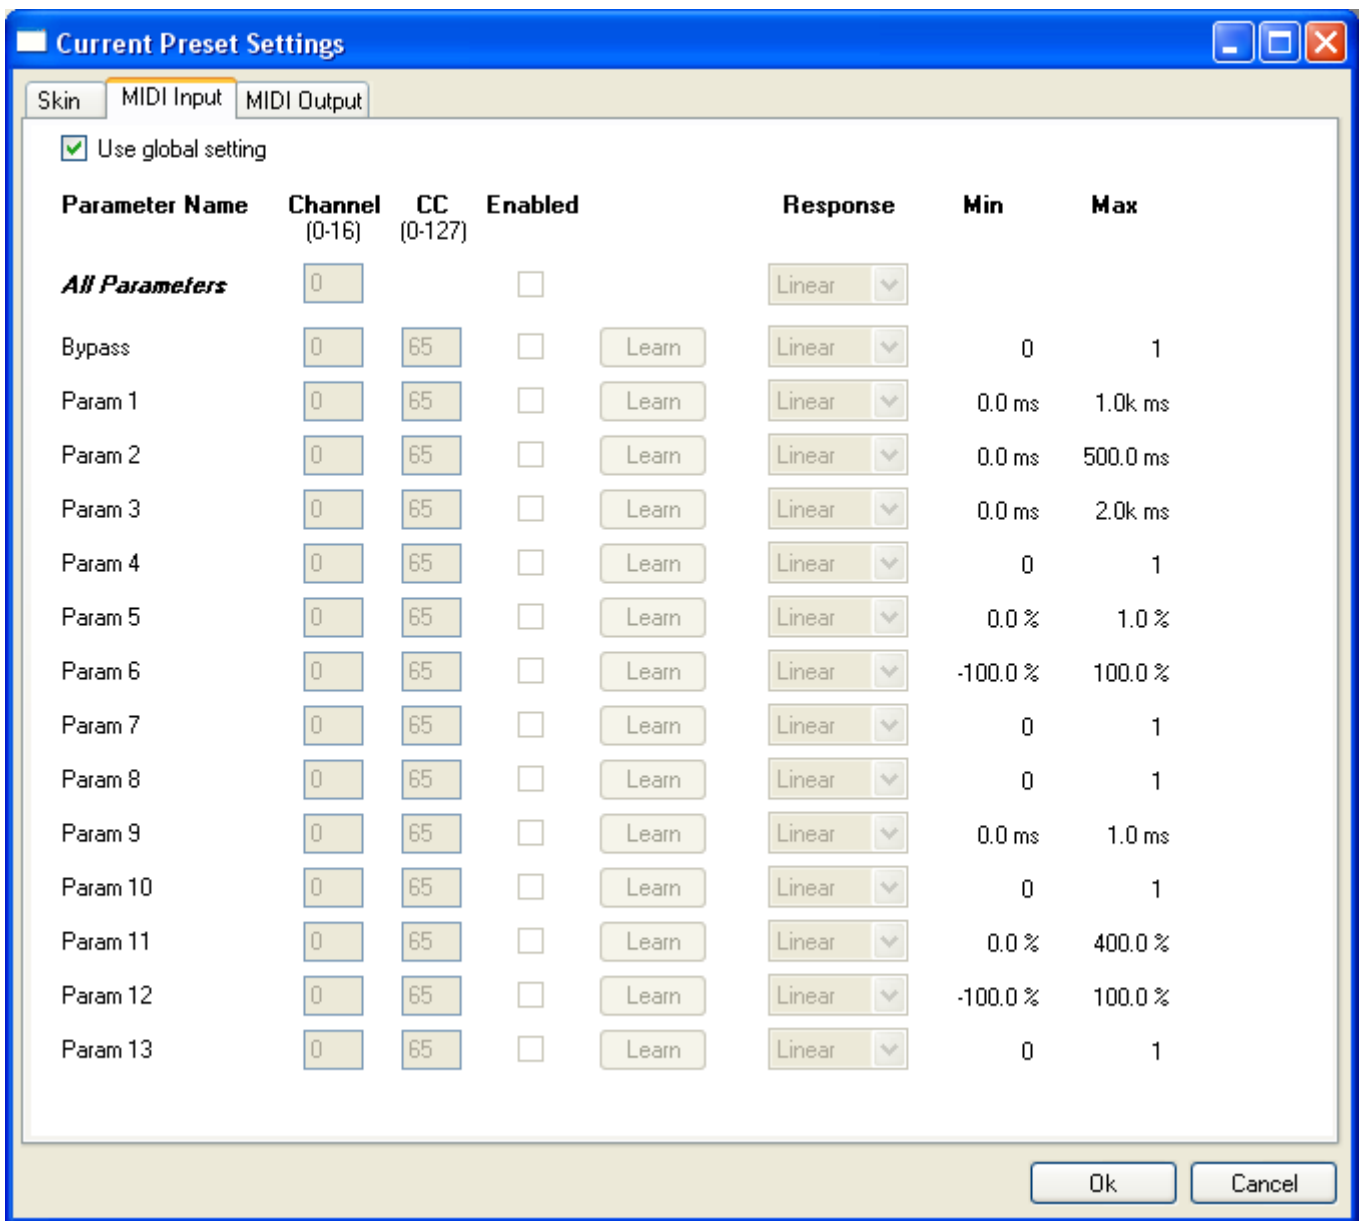 Current Preset Settings
Skin MIDI Input MIDI Output
Use global setting
Parameter Name Channel CC Enabled Response Min Max
(0-16) (0-127)
All Parameters 0 Linear
Bypass 0 65 Learn Linear 0 1
Param 1 0 65 Learn Linear 0.0 ms 1.0k ms
Param 2 0 65 Learn Linear 0.0 ms 500.0 ms
Param 3 0 65 Learn Linear 0.0 ms 2.0k ms
Param 4 0 65 Learn Linear 0 1
Param 5 0 65 Learn Linear 0.0 % 1.0 %
Param 6 0 65 Learn Linear -100.0 % 100.0 %
Param 7 0 65 Learn Linear 0 1
Param 8 0 65 Learn Linear 0 1
Param 9 0 65 Learn Linear 0.0 ms 1.0 ms
Param 10 0 65 Learn Linear 0 1
Param 11 0 65 Learn Linear 0.0 % 400.0 %
Param 12 0 65 Learn Linear -100.0 % 100.0 %
Param 13 0 65 Learn Linear 0 1
Ok Cancel